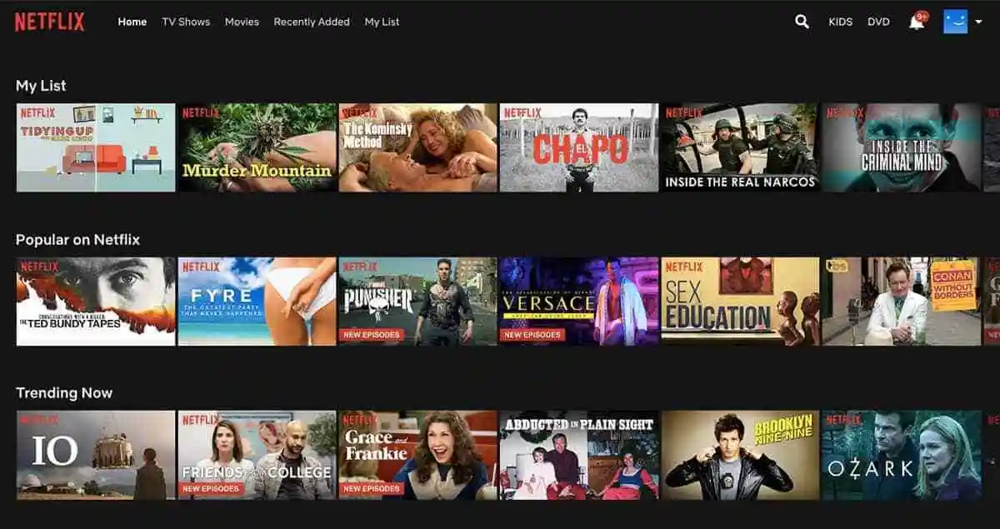 NETFLIX
Home
TV Shows
Movies
Recently Added
My List
KIDS
DVD
9+
My List
NETFLIX
TIDYING UP
NETFLIX
Murder Mountain
NETFLIX
The Kominsky
Method
NETFLIX
EL
CHAPO
NETFLIX
INSIDE THE REAL NARCOS
NETFLIX
INSIDE THE
CRIMINAL MIND
Popular on Netflix
NETFLIX
CONVERSATIONS WITH A KILLER
THE TED BUNDY TAPES
NETFLIX
FYRE
THE GREATEST PARTY
THAT NEVER HAPPENED
NETFLIX
PUNISHER
NEW EPISODES
VERSACE
NEW EPISODES
NETFLIX
SEX
EDUCATION
tbs
CONAN
WITHOUT
BORDERS
Trending Now
NETFLIX
IO
NETFLIX
FRIENDS FROM COLLEGE
NEW EPISODES
NETFLIX
Grace and
Frankie
NEW EPISODES
ABDUCTED IN PLAIN SIGHT
BROOKLYN
NINE-NINE
NETFLIX
OZARK